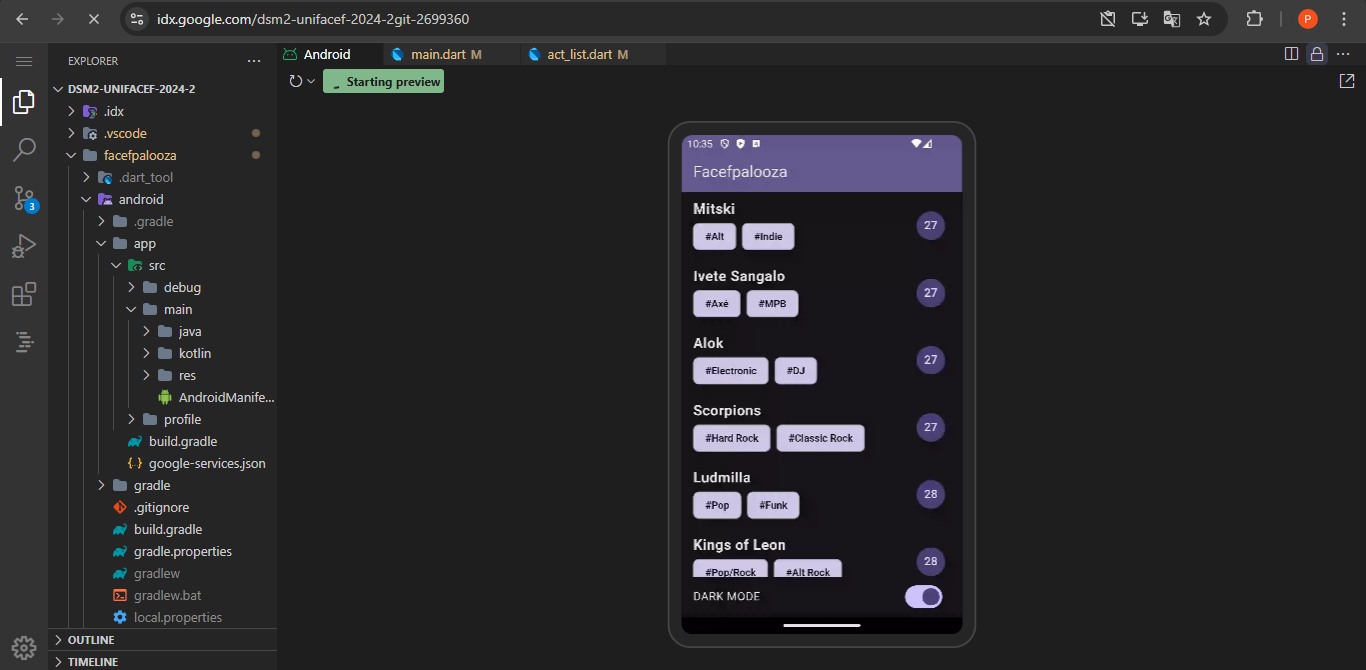 idx.google.com/dsm2-unifacef-2024-2git-2699360
P
EXPLORER
DSM2-UNIFACEF-2024-2
.idx
.vscode
facefpalooza
.dart_tool
android
.gradle
app
src
debug
main
java
kotlin
res
AndroidManife...
profile
build.gradle
google-services.json
gradle
.gitignore
build.gradle
gradle.properties
gradlew
gradlew.bat
local.properties
OUTLINE
TIMELINE
3
Android
main.dart M
act_list.dart M
Starting preview
10:35
Facefpalooza
Mitski
#Alt #Indie
27
Ivete Sangalo
#Axé #MPB
27
Alok
#Electronic #DJ
27
Scorpions
#Hard Rock #Classic Rock
27
Ludmilla
#Pop #Funk
28
Kings of Leon
#Pop/Rock #Alt Rock
28
DARK MODE